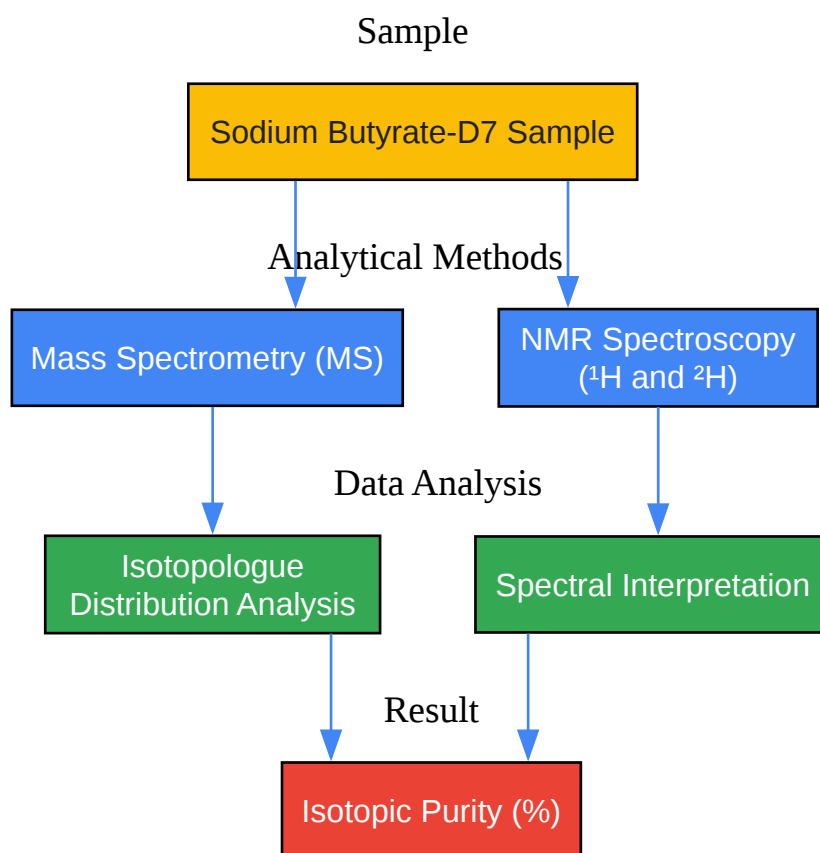 Sample
Sodium Butyrate-D7 Sample
Analytical Methods
Mass Spectrometry (MS)
NMR Spectroscopy
(¹H and ²H)
Data Analysis
Isotopologue
Distribution Analysis
Spectral Interpretation
Result
Isotopic Purity (%)